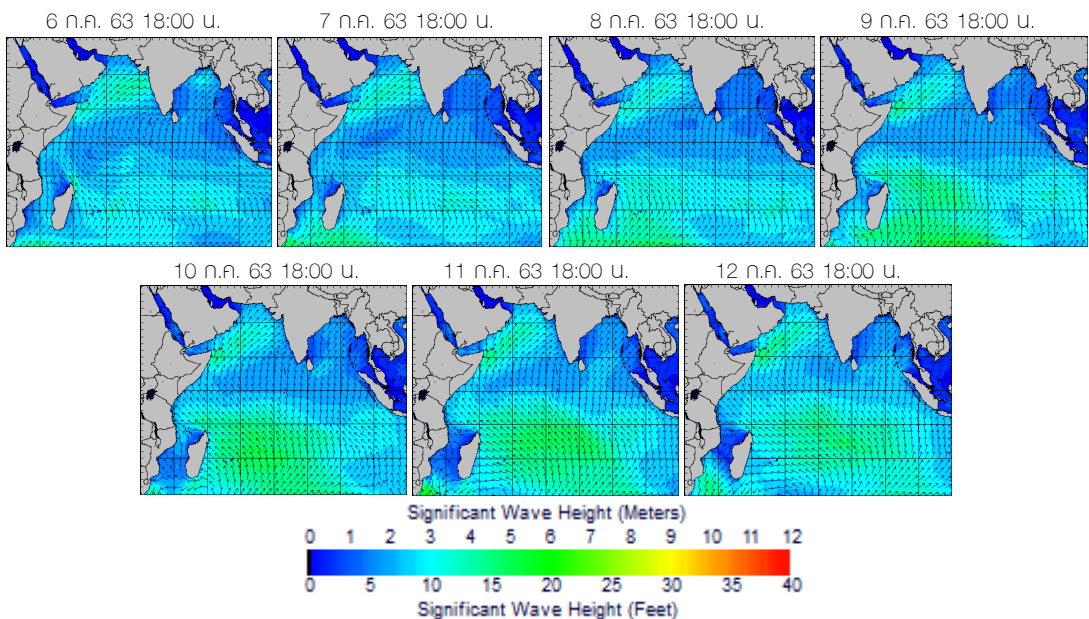 6 ก.ค. 63 18:00 น.
7 ก.ค. 63 18:00 น.
8 ก.ค. 63 18:00 น.
9 ก.ค. 63 18:00 น.
10 ก.ค. 63 18:00 น.
11 ก.ค. 63 18:00 น.
12 ก.ค. 63 18:00 น.
Significant Wave Height (Meters)
0 1 2 3 4 5 6 7 8 9 10 11 12
0 5 10 15 20 25 30 35 40
Significant Wave Height (Feet)